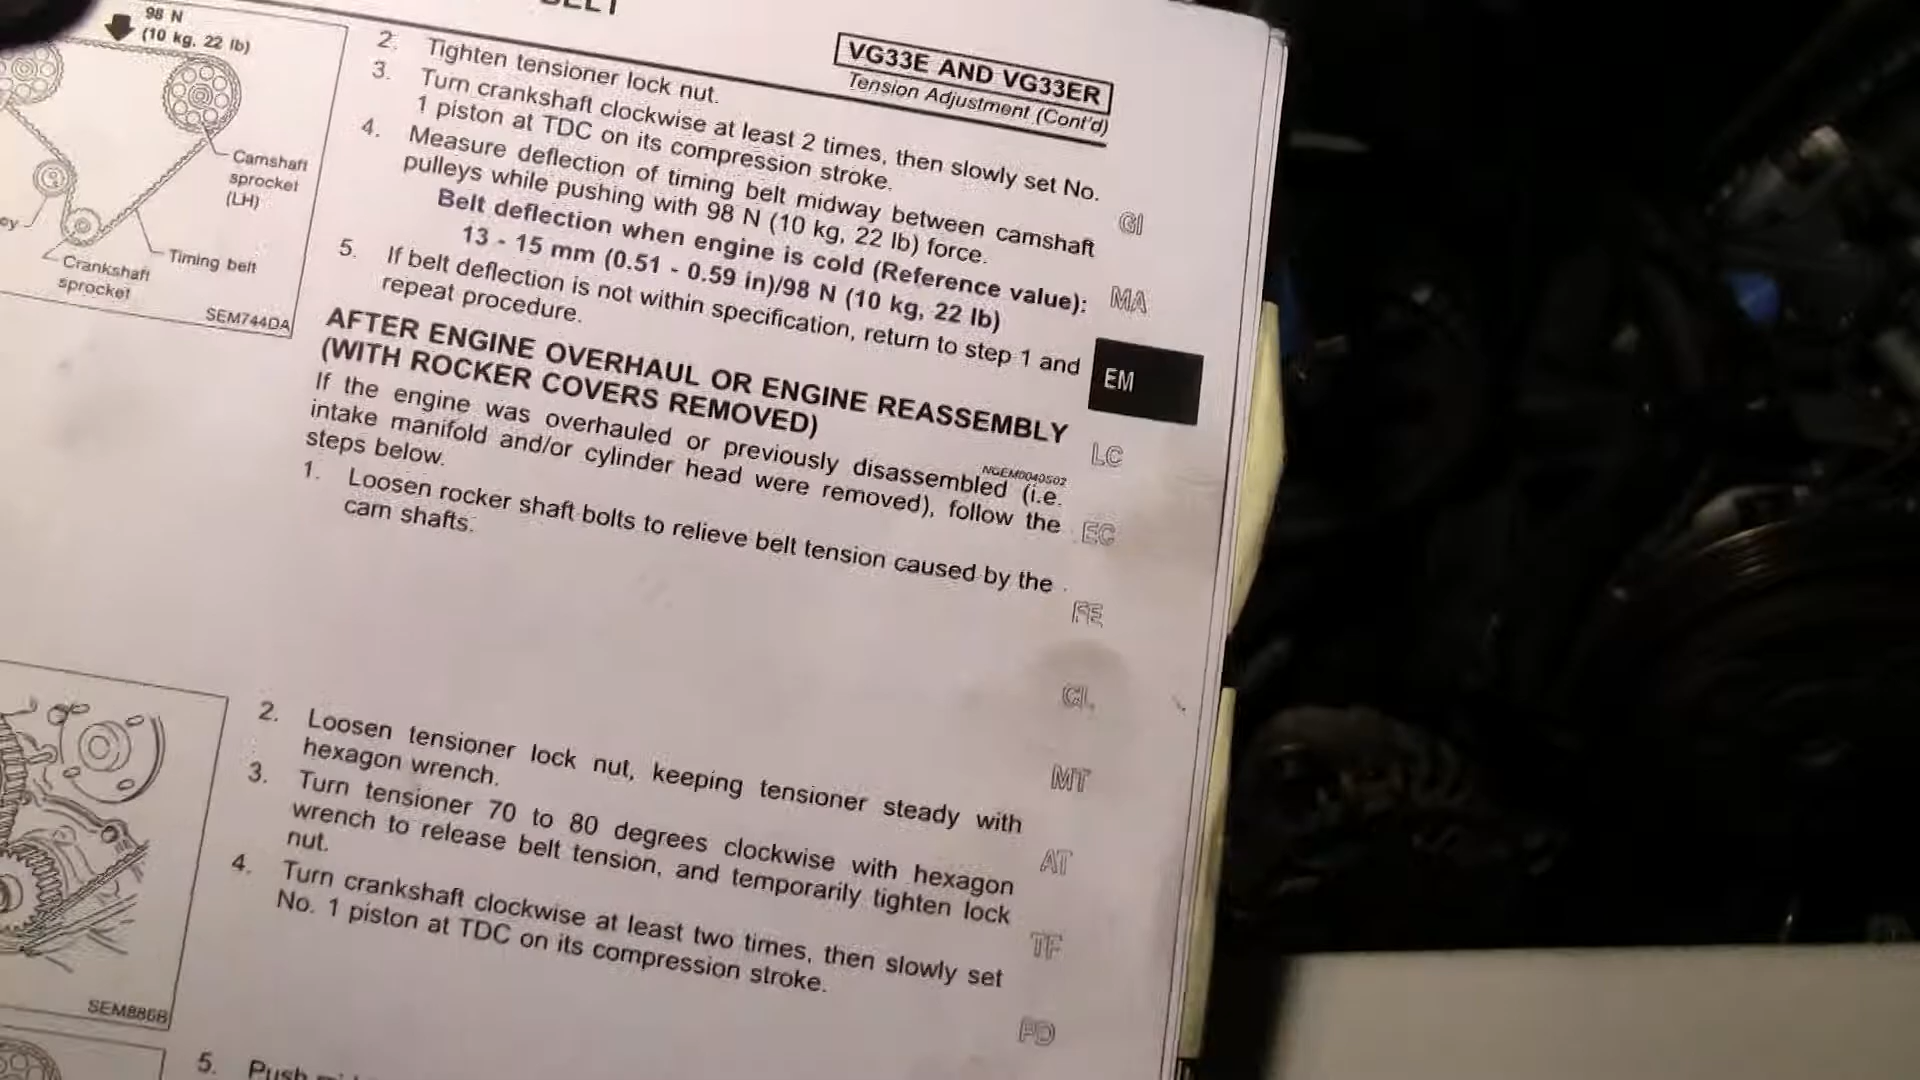 98 N
(10 kg, 22 lb)
Camshaft
sprocket
(LH)
Timing belt
Crankshaft
sprocket
SEM744DA
VG33E AND VG33ER
Tension Adjustment (Cont'd)
2. Tighten tensioner lock nut.
3. Turn crankshaft clockwise at least 2 times, then slowly set No.
1 piston at TDC on its compression stroke.
4. Measure deflection of timing belt midway between camshaft
pulleys while pushing with 98 N (10 kg, 22 lb) force.
Belt deflection when engine is cold (Reference value):
13 - 15 mm (0.51 - 0.59 in)/98 N (10 kg, 22 lb)
5. If belt deflection is not within specification, return to step 1 and
repeat procedure.
AFTER ENGINE OVERHAUL OR ENGINE REASSEMBLY
(WITH ROCKER COVERS REMOVED)
NGEM0040S02
If the engine was overhauled or previously disassembled (i.e.
intake manifold and/or cylinder head were removed), follow the
steps below.
1. Loosen rocker shaft bolts to relieve belt tension caused by the
cam shafts.
2. Loosen tensioner lock nut, keeping tensioner steady with
hexagon wrench.
3. Turn tensioner 70 to 80 degrees clockwise with hexagon
wrench to release belt tension, and temporarily tighten lock
nut.
4. Turn crankshaft clockwise at least two times, then slowly set
No. 1 piston at TDC on its compression stroke.
5. Push
SEM886B
GI
MA
EM
LC
EC
FE
CL
MT
AT
TF
PD